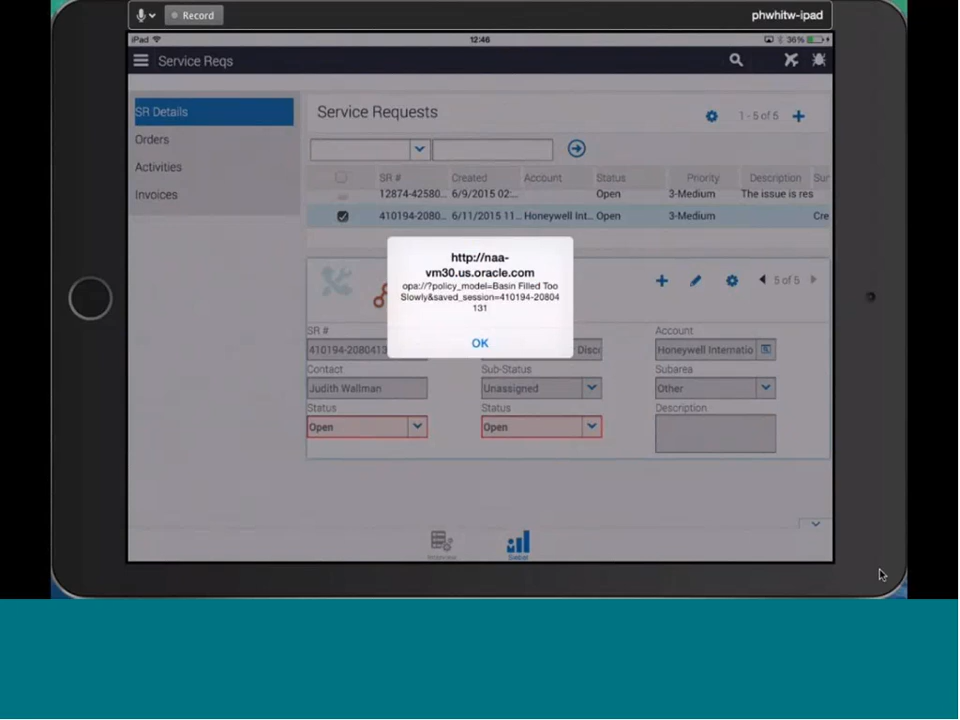 Record
phwhitw-ipad
iPad
12:46
36%
Service Reqs
SR Details
Orders
Activities
Invoices
Service Requests
1 - 5 of 5
SR # Created Account Status Priority Description Sur
12874-42580... 6/9/2015 02:... Open 3-Medium The issue is res
410194-2080... 6/11/2015 11... Honeywell Int... Open 3-Medium Cre
http://naa-
vm30.us.oracle.com
opa://?policy_model=Basin Filled Too
Slowly&saved_session=410194-20804
131
OK
5 of 5
SR #
Account
410194-2080413
Disco
Honeywell Internatio
Contact
Sub-Status
Subarea
Judith Wallman
Unassigned
Other
Status
Status
Description
Open
Open
Siebel